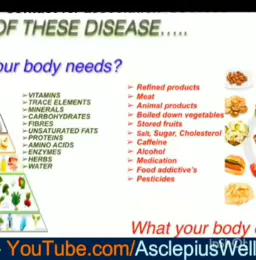 OF THESE DISEASE.....
our body needs?
➢VITAMINS
➢TRACE ELEMENTS
➢MINERALS
➢CARBOHYDRATES
➢FIBRES
➢UNSATURATED FATS
➢PROTEINS
➢AMINO ACIDS
➢ENZYMES
➢HERBS
➢WATER
➢ Refined products
➢ Meat
➢ Animal products
➢ Boiled down vegetables
➢ Stored fruits
➢ Salt, Sugar, Cholesterol
➢ Caffeine
➢ Alcohol
➢ Medication
➢ Food addictive's
➢ Pesticides
What your body
YouTube.com/AsclepiusWell